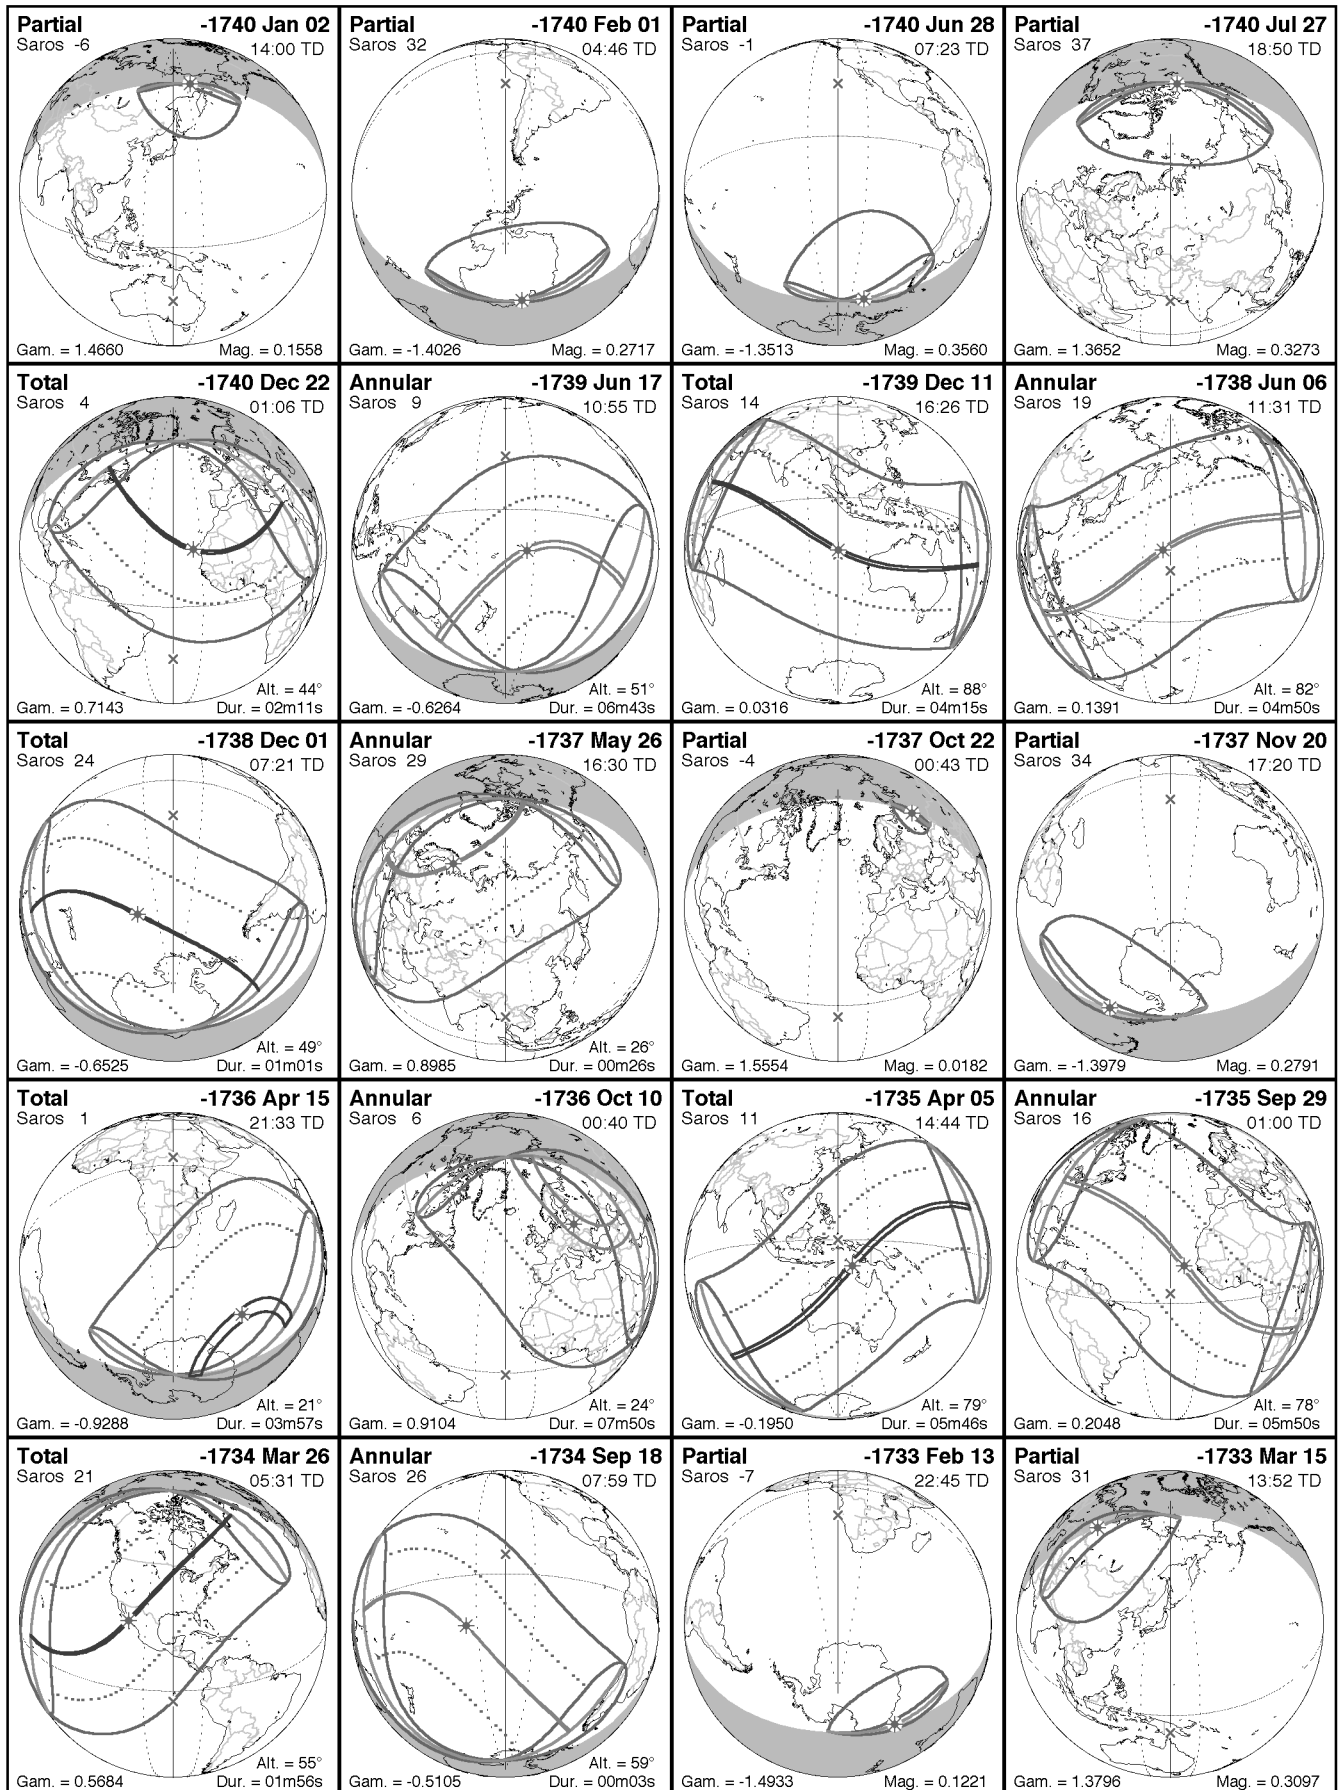 Partial -1740 Jan 02
Saros -6 14:00 TD
Gam. = 1.4660 Mag. = 0.1558
Partial -1740 Feb 01
Saros 32 04:46 TD
Gam. = -1.4026 Mag. = 0.2717
Partial -1740 Jun 28
Saros -1 07:23 TD
Gam. = -1.3513 Mag. = 0.3560
Partial -1740 Jul 27
Saros 37 18:50 TD
Gam. = 1.3652 Mag. = 0.3273
Total -1740 Dec 22
Saros 4 01:06 TD
Alt. = 44°
Gam. = 0.7143 Dur. = 02m11s
Annular -1739 Jun 17
Saros 9 10:55 TD
Alt. = 51°
Gam. = -0.6264 Dur. = 06m43s
Total -1739 Dec 11
Saros 14 16:26 TD
Alt. = 88°
Gam. = 0.0316 Dur. = 04m15s
Annular -1738 Jun 06
Saros 19 11:31 TD
Alt. = 82°
Gam. = 0.1391 Dur. = 04m50s
Total -1738 Dec 01
Saros 24 07:21 TD
Alt. = 49°
Gam. = -0.6525 Dur. = 01m01s
Annular -1737 May 26
Saros 29 16:30 TD
Alt. = 26°
Gam. = 0.8985 Dur. = 00m26s
Partial -1737 Oct 22
Saros -4 00:43 TD
Gam. = 1.5554 Mag. = 0.0182
Partial -1737 Nov 20
Saros 34 17:20 TD
Gam. = -1.3979 Mag. = 0.2791
Total -1736 Apr 15
Saros 1 21:33 TD
Alt. = 21°
Gam. = -0.9288 Dur. = 03m57s
Annular -1736 Oct 10
Saros 6 00:40 TD
Alt. = 24°
Gam. = 0.9104 Dur. = 07m50s
Total -1735 Apr 05
Saros 11 14:44 TD
Alt. = 79°
Gam. = -0.1950 Dur. = 05m46s
Annular -1735 Sep 29
Saros 16 01:00 TD
Alt. = 78°
Gam. = 0.2048 Dur. = 05m50s
Total -1734 Mar 26
Saros 21 05:31 TD
Alt. = 55°
Gam. = 0.5684 Dur. = 01m56s
Annular -1734 Sep 18
Saros 26 07:59 TD
Alt. = 59°
Gam. = -0.5105 Dur. = 00m03s
Partial -1733 Feb 13
Saros -7 22:45 TD
Gam. = -1.4933 Mag. = 0.1221
Partial -1733 Mar 15
Saros 31 13:52 TD
Gam. = 1.3796 Mag. = 0.3097